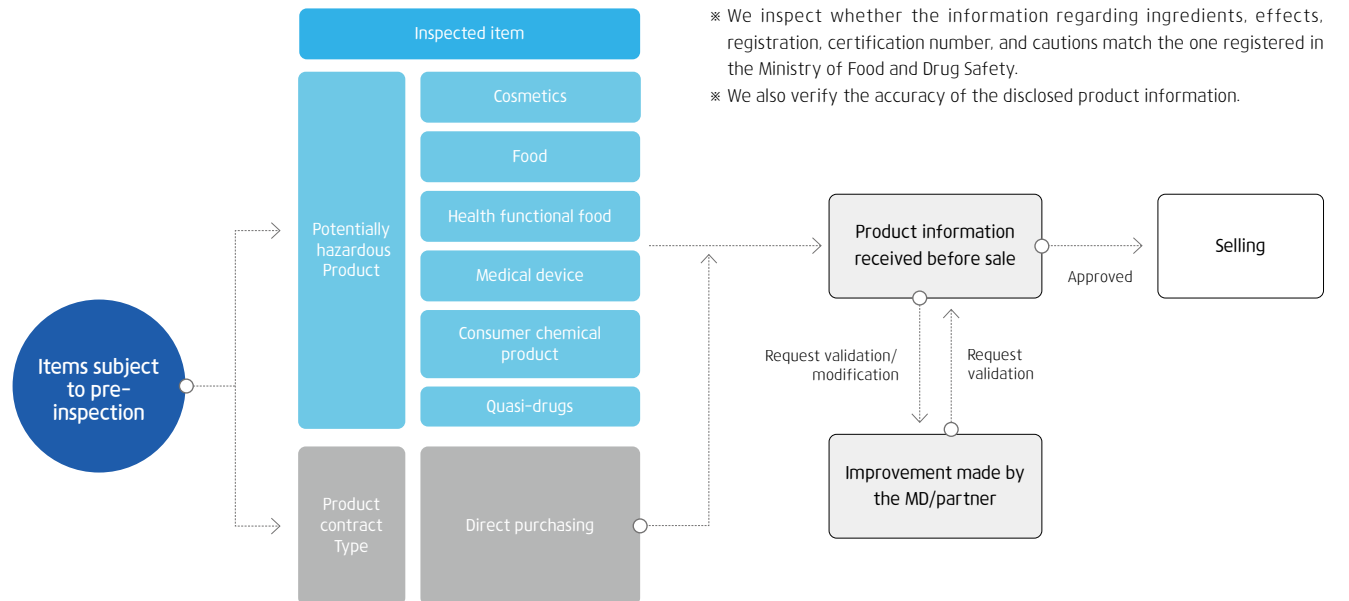 Inspected item
※ We inspect whether the information regarding ingredients, effects,
registration, certification number, and cautions match the one registered in
the Ministry of Food and Drug Safety.
※ We also verify the accuracy of the disclosed product information.
Items subject
to pre-
inspection
Potentially
hazardous
Product
Cosmetics
Food
Health functional food
Medical device
Consumer chemical
product
Quasi-drugs
Product
contract
Type
Direct purchasing
Product information
received before sale
Approved
Selling
Request validation/
modification
Request
validation
Improvement made by
the MD/partner